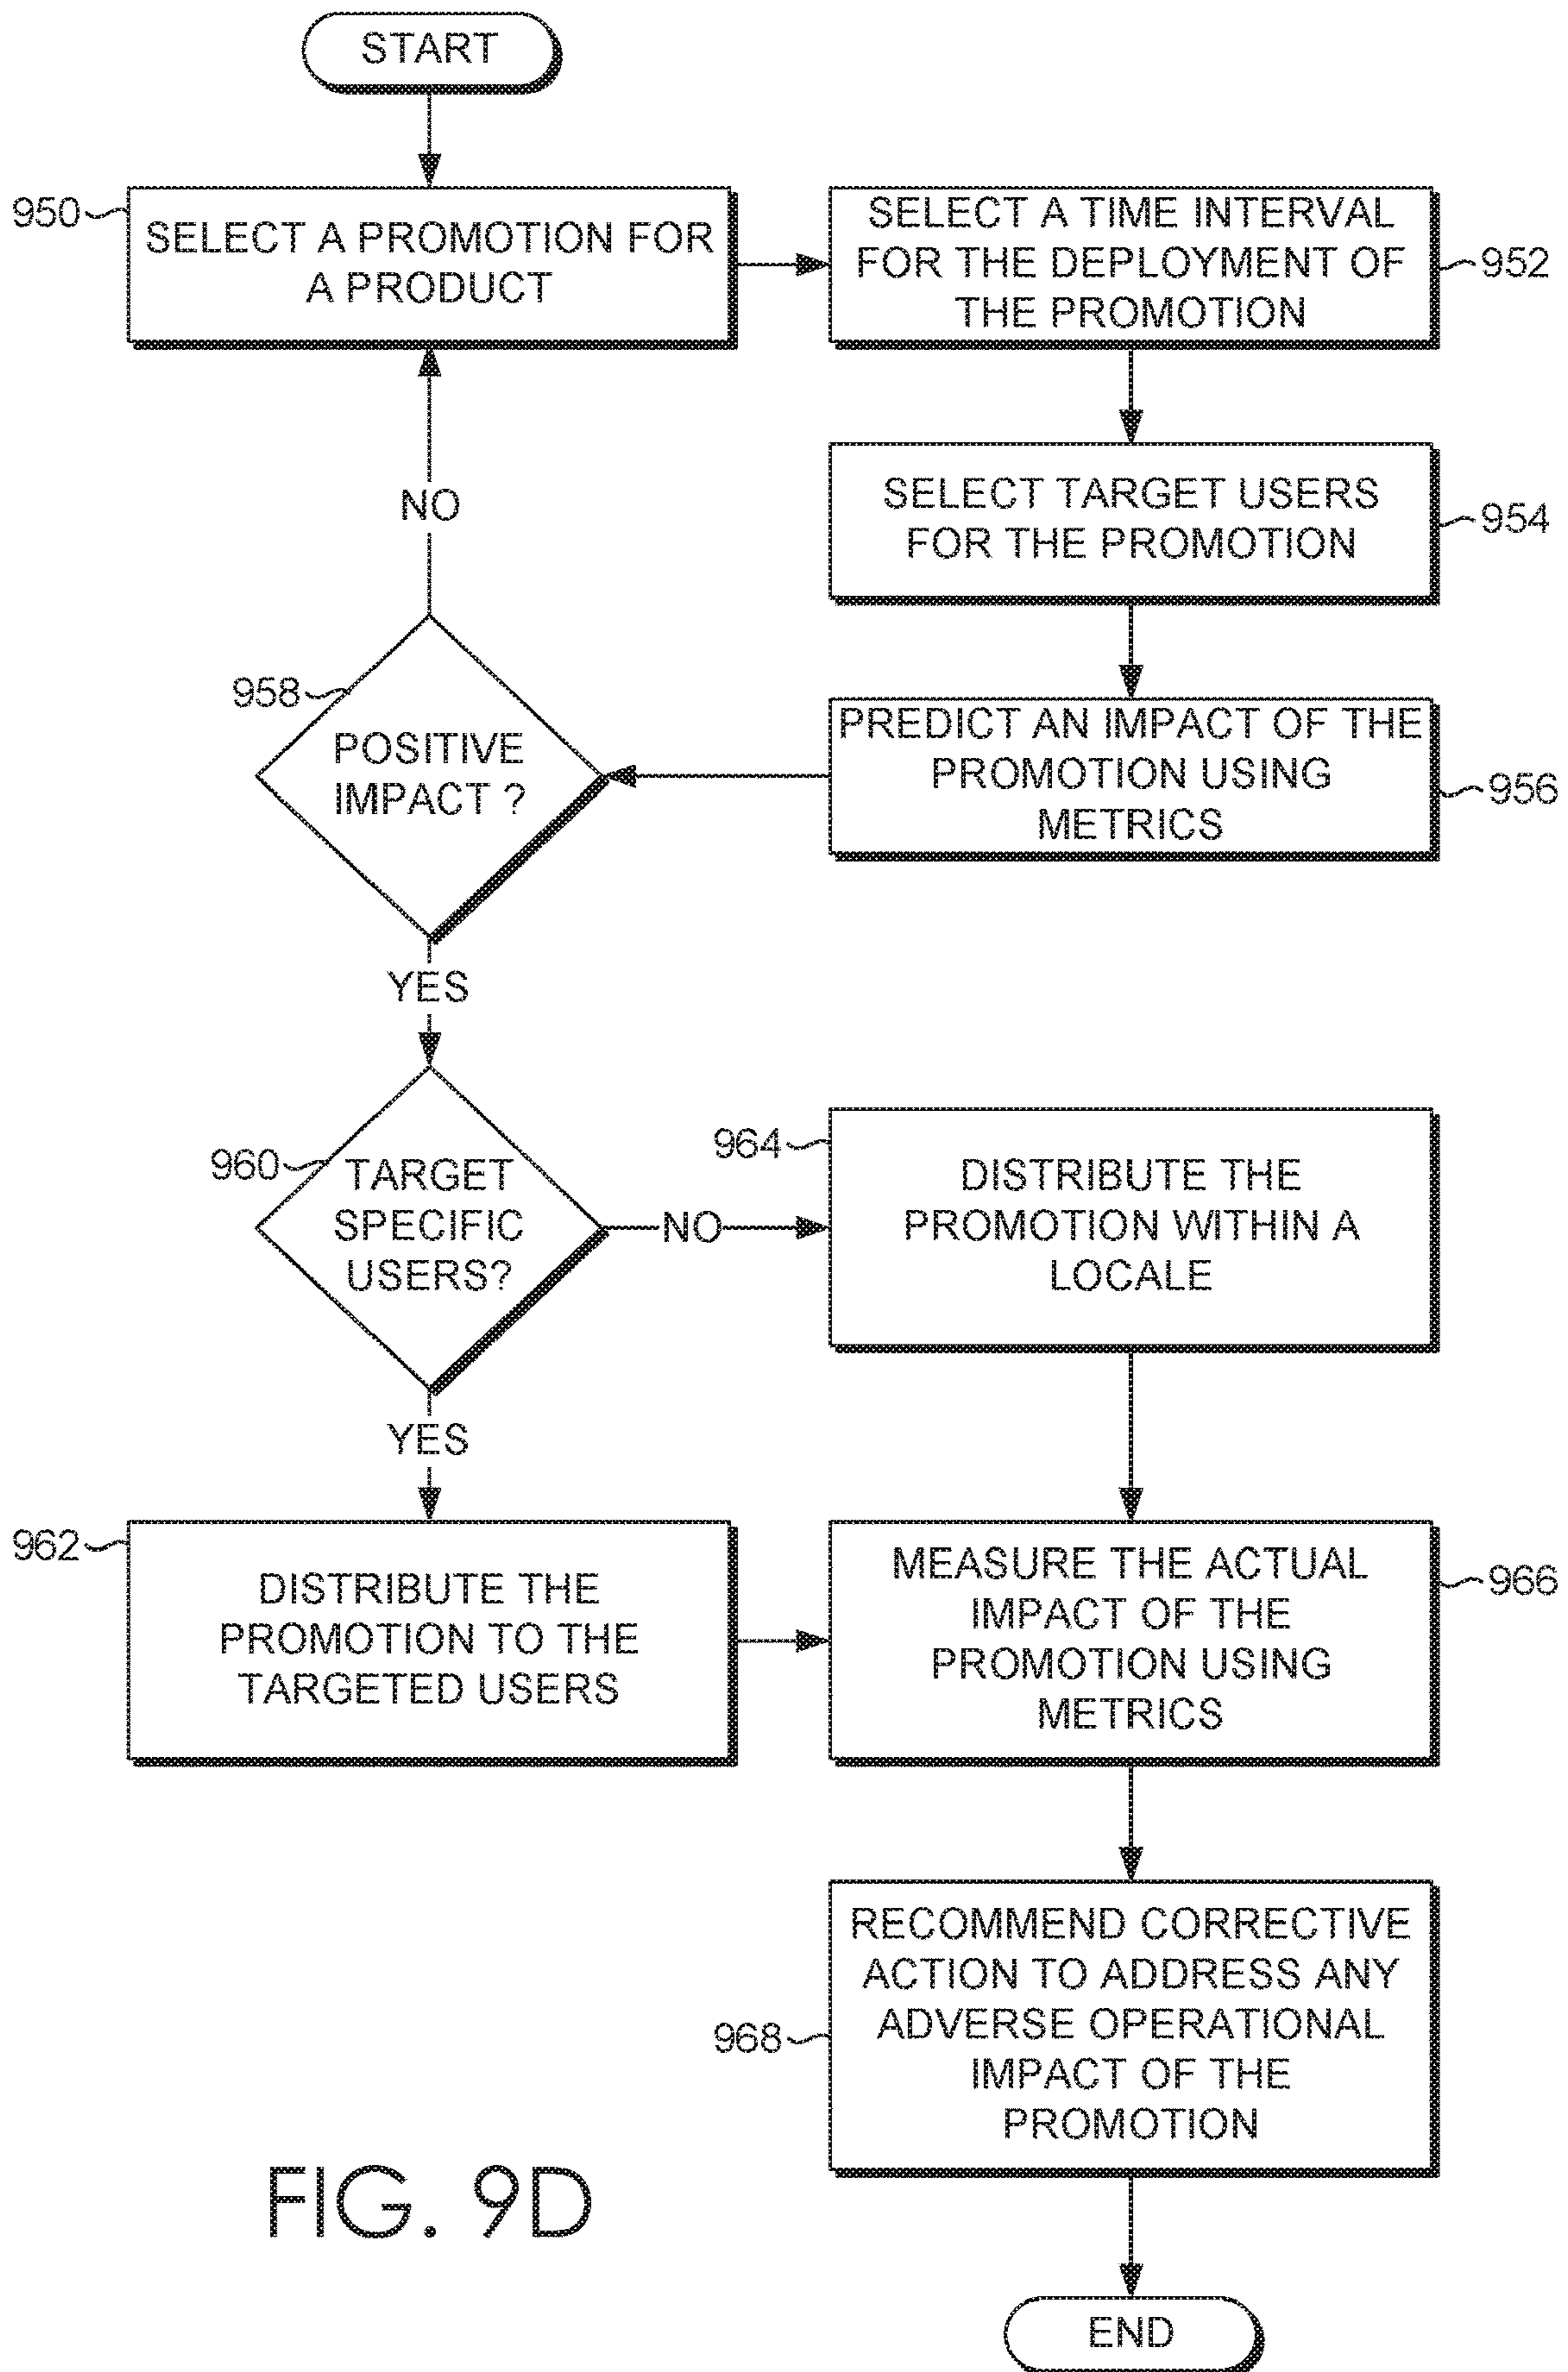 START
950
SELECT A PROMOTION FOR
A PRODUCT
SELECT A TIME INTERVAL
FOR THE DEPLOYMENT OF
THE PROMOTION
952
SELECT TARGET USERS
FOR THE PROMOTION
954
PREDICT AN IMPACT OF THE
PROMOTION USING
METRICS
956
958
POSITIVE
IMPACT ?
NO
YES
960
TARGET
SPECIFIC
USERS?
NO
964
DISTRIBUTE THE
PROMOTION WITHIN A
LOCALE
YES
962
DISTRIBUTE THE
PROMOTION TO THE
TARGETED USERS
MEASURE THE ACTUAL
IMPACT OF THE
PROMOTION USING
METRICS
966
968
RECOMMEND CORRECTIVE
ACTION TO ADDRESS ANY
ADVERSE OPERATIONAL
IMPACT OF THE
PROMOTION
END
FIG. 9D